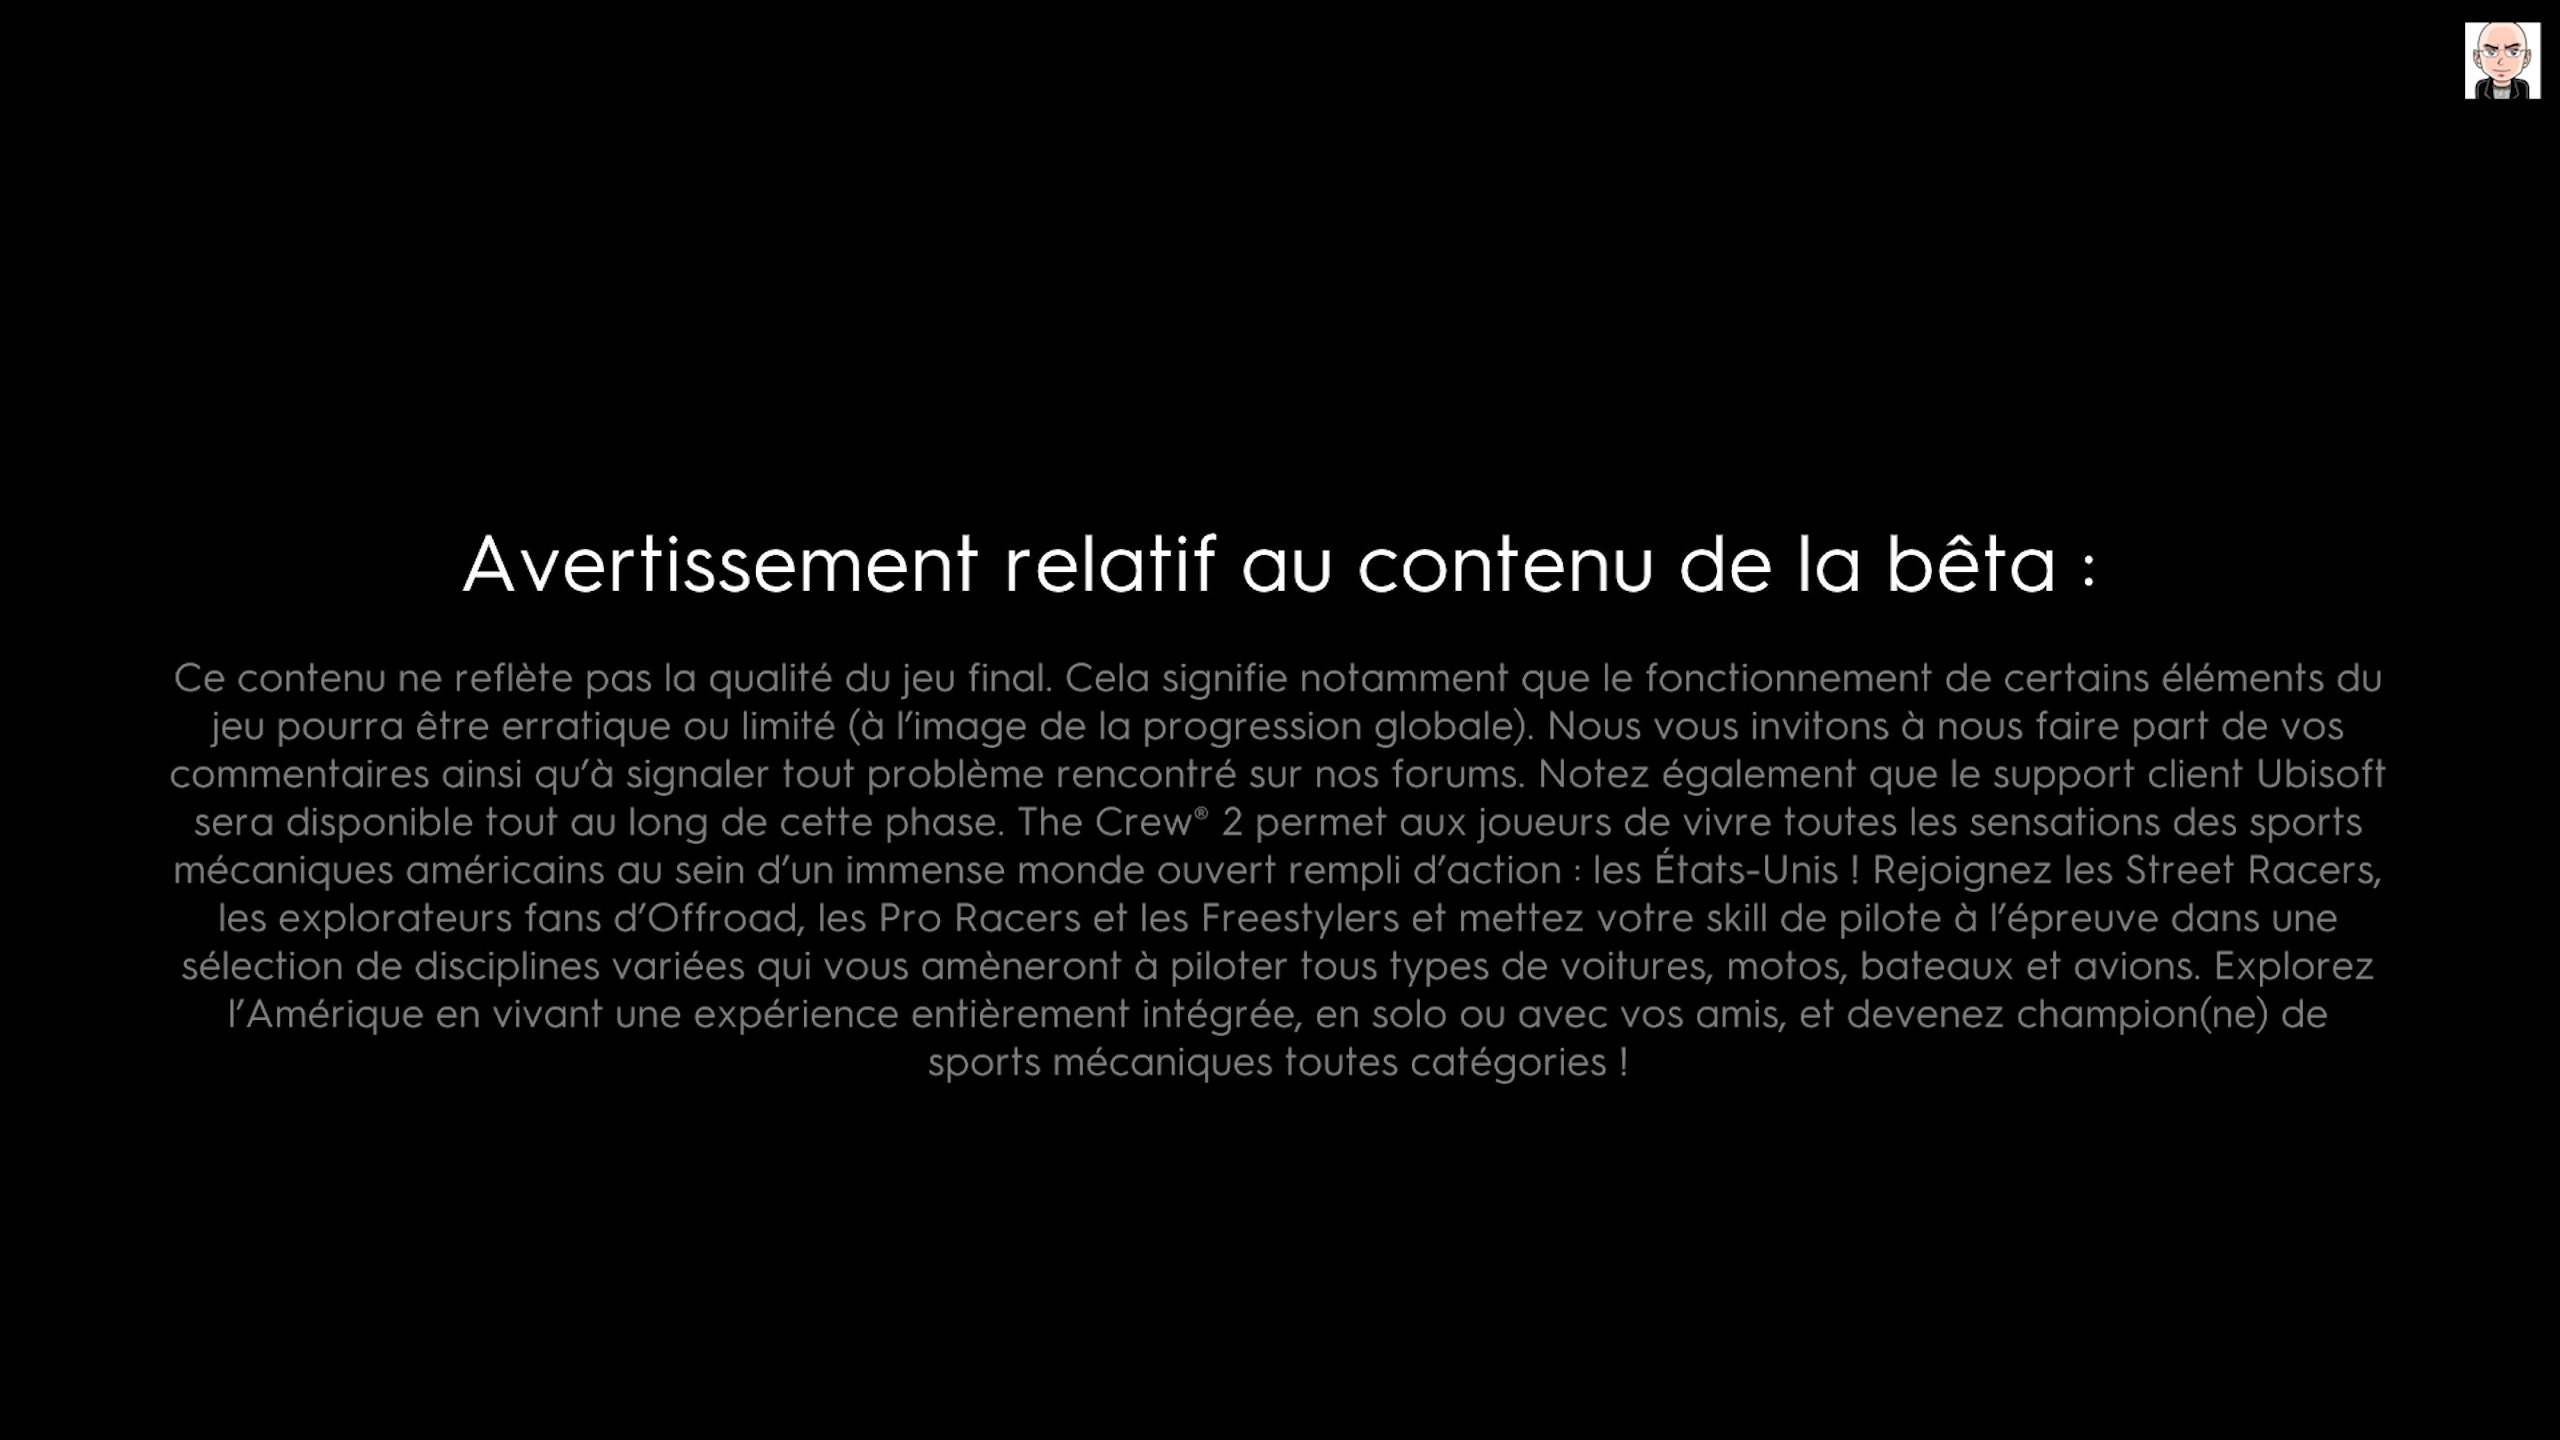 Avertissement relatif au contenu de la bêta :
Ce contenu ne reflète pas la qualité du jeu final. Cela signifie notamment que le fonctionnement de certains éléments du
jeu pourra être erratique ou limité (à l’image de la progression globale). Nous vous invitons à nous faire part de vos
commentaires ainsi qu’à signaler tout problème rencontré sur nos forums. Notez également que le support client Ubisoft
sera disponible tout au long de cette phase. The Crew® 2 permet aux joueurs de vivre toutes les sensations des sports
mécaniques américains au sein d’un immense monde ouvert rempli d’action : les États-Unis ! Rejoignez les Street Racers,
les explorateurs fans d’Offroad, les Pro Racers et les Freestylers et mettez votre skill de pilote à l’épreuve dans une
sélection de disciplines variées qui vous amèneront à piloter tous types de voitures, motos, bateaux et avions. Explorez
l’Amérique en vivant une expérience entièrement intégrée, en solo ou avec vos amis, et devenez champion(ne) de
sports mécaniques toutes catégories !